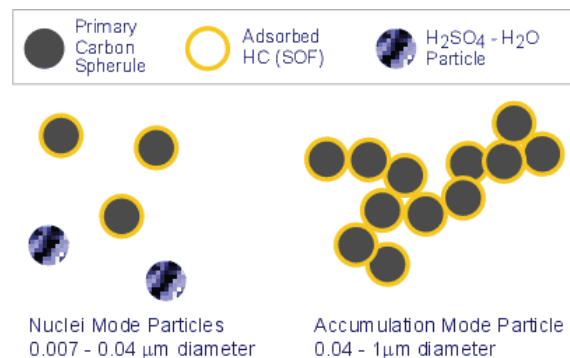 Primary
Carbon
Spherule
Adsorbed
HC (SOF)
H2SO4 - H2O
Particle
Nuclei Mode Particles
0.007 - 0.04 μm diameter
Accumulation Mode Particle
0.04 - 1μm diameter